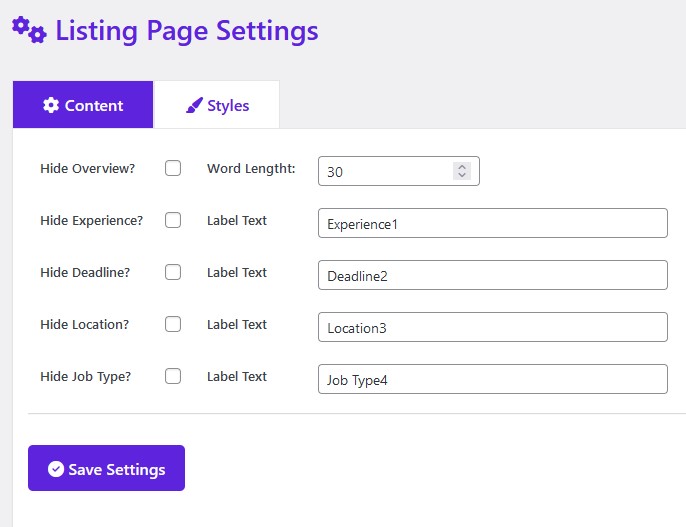 Listing Page Settings
Content Styles
Hide Overview? Word Lengtht: 30
Hide Experience? Label Text Experience1
Hide Deadline? Label Text Deadline2
Hide Location? Label Text Location3
Hide Job Type? Label Text Job Type4
Save Settings